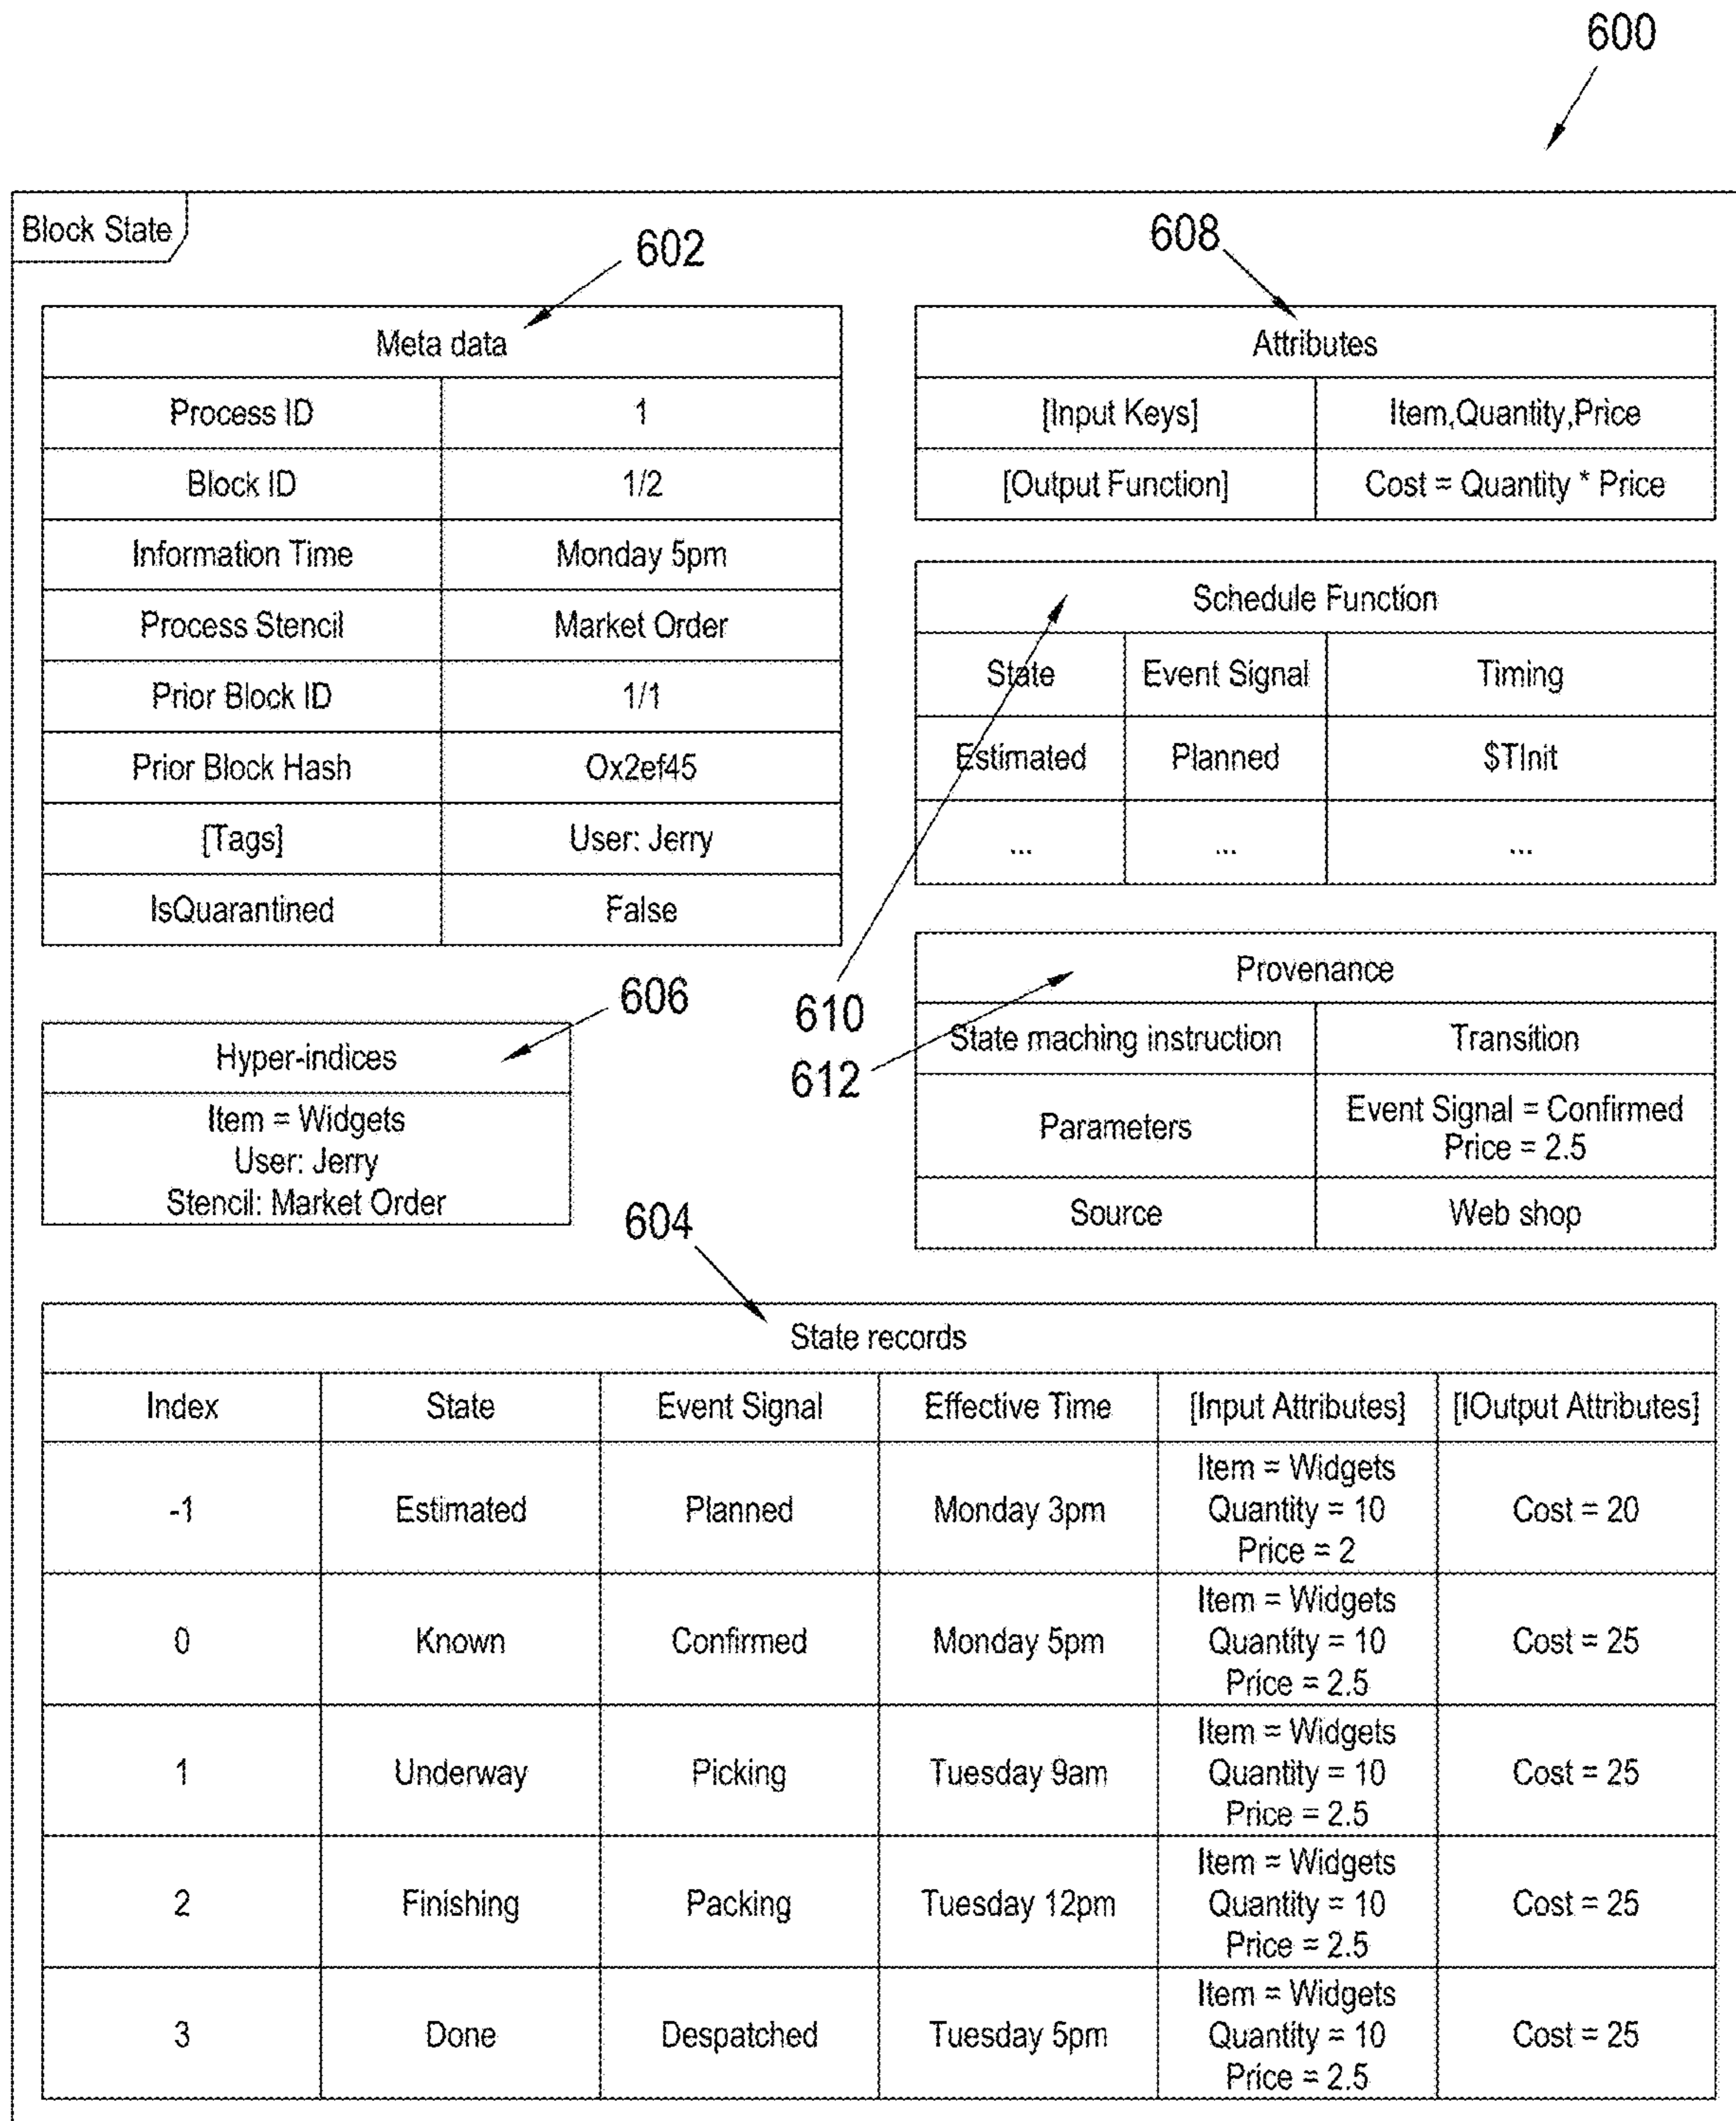 600
Block State
602
608
Meta data
Process ID 1
Block ID 1/2
Information Time Monday 5pm
Process Stencil Market Order
Prior Block ID 1/1
Prior Block Hash Ox2ef45
[Tags] User: Jerry
IsQuarantined False
Attributes
[Input Keys] Item,Quantity,Price
[Output Function] Cost = Quantity * Price
Schedule Function
State Event Signal Timing
Estimated Planned $TInit
... ... ...
606
610
612
Hyper-indices
Item = Widgets
User: Jerry
Stencil: Market Order
Provenance
State maching instruction Transition
Parameters
Event Signal = Confirmed
Price = 2.5
Source Web shop
604
State records
Index State Event Signal Effective Time [Input Attributes] [IOutput Attributes]
Item = Widgets
-1 Estimated Planned Monday 3pm Quantity = 10 Cost = 20
Price = 2
Item = Widgets
0 Known Confirmed Monday 5pm Quantity = 10 Cost = 25
Price = 2.5
Item = Widgets
1 Underway Picking Tuesday 9am Quantity = 10 Cost = 25
Price = 2.5
Item = Widgets
2 Finishing Packing Tuesday 12pm Quantity = 10 Cost = 25
Price = 2.5
Item = Widgets
3 Done Despatched Tuesday 5pm Quantity = 10 Cost = 25
Price = 2.5